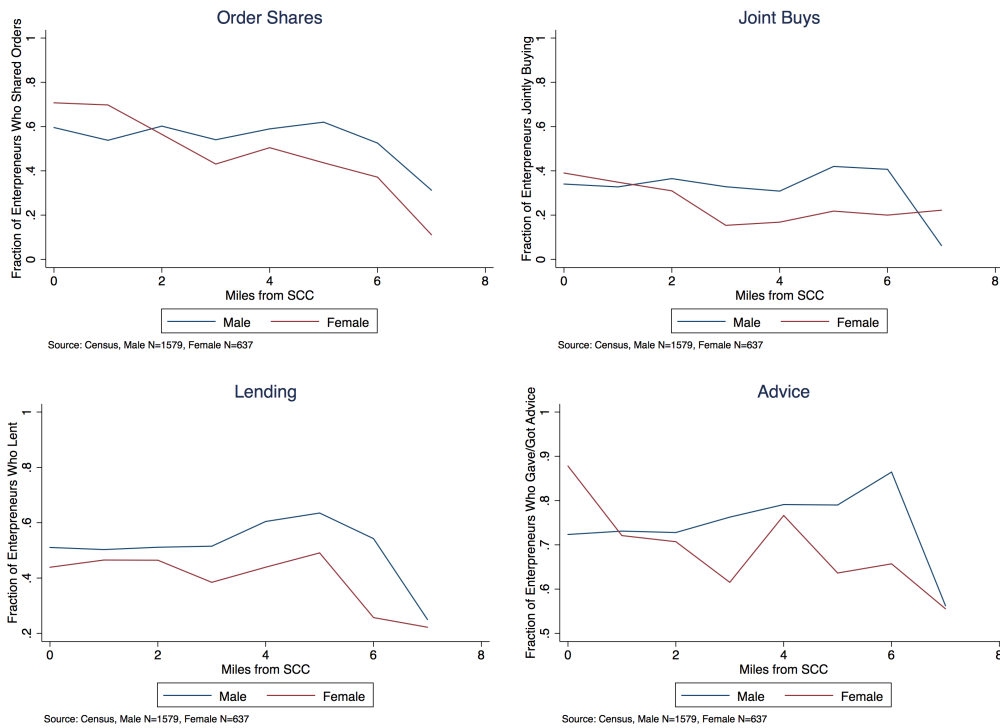 Order Shares
Fraction of Enterpreneurs Who Shared Orders
1
.8
.6
.4
.2
0
0 2 4 6 8
Miles from SCC
Male Female
Source: Census, Male N=1579, Female N=637
Joint Buys
Fraction of Enterpreneurs Jointly Buying
1
.8
.6
.4
.2
0
0 2 4 6 8
Miles from SCC
Male Female
Source: Census, Male N=1579, Female N=637
Lending
Fraction of Enterpreneurs Who Lent
1
.8
.6
.4
.2
0 2 4 6 8
Miles from SCC
Male Female
Source: Census, Male N=1579, Female N=637
Advice
Fraction of Enterpreneurs Who Gave/Got Advice
1
.9
.8
.7
.6
.5
0 2 4 6 8
Miles from SCC
Male Female
Source: Census, Male N=1579, Female N=637